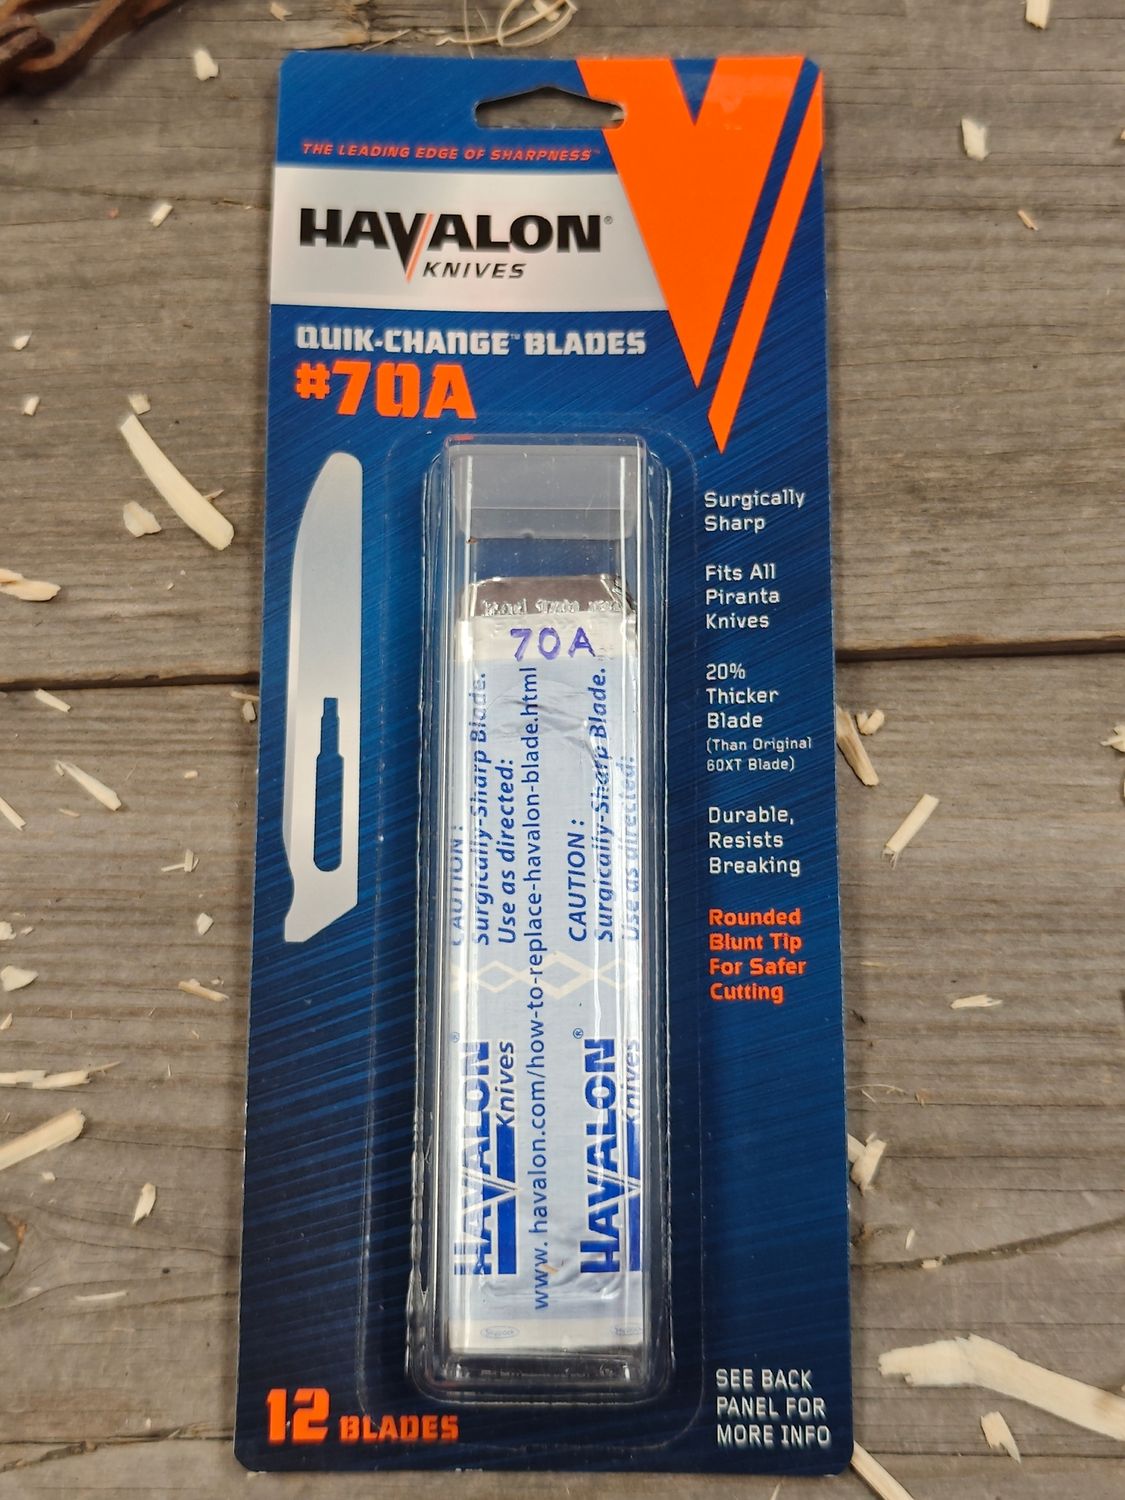 THE LEADING EDGE OF SHARPNESS™
HAVALON®
KNIVES
QUIK-CHANGE™ BLADES
#70A
Surgically
Sharp
Fits All
Piranta
Knives
20%
Thicker
Blade
(Than Original
60XT Blade)
Durable,
Resists
Breaking
Rounded
Blunt Tip
For Safer
Cutting
70A
CAUTION :
Surgically-Sharp Blade.
Use as directed:
www.havalon.com/how-to-replace-havalon-blade.html
CAUTION :
Surgically-Sharp Blade.
Use as directed:
HAVALON®
Knives
HAVALON®
Knives
12 BLADES
SEE BACK
PANEL FOR
MORE INFO